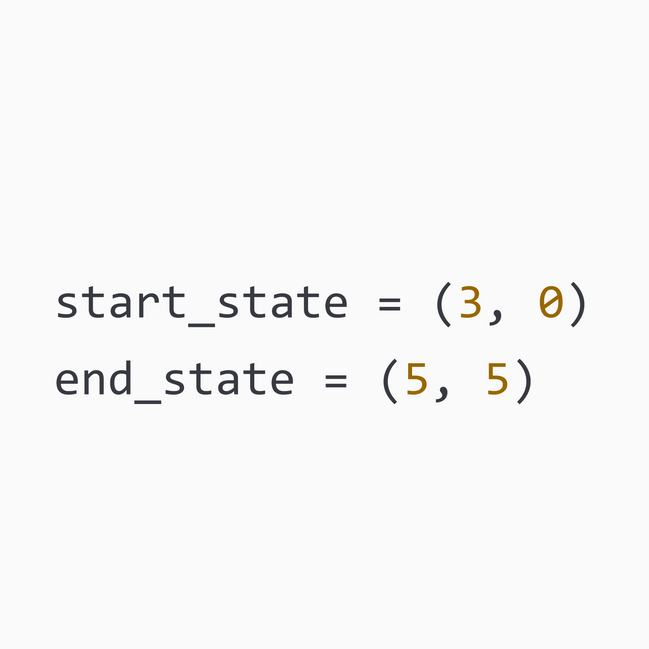 start_state = (3, 0)
end_state = (5, 5)